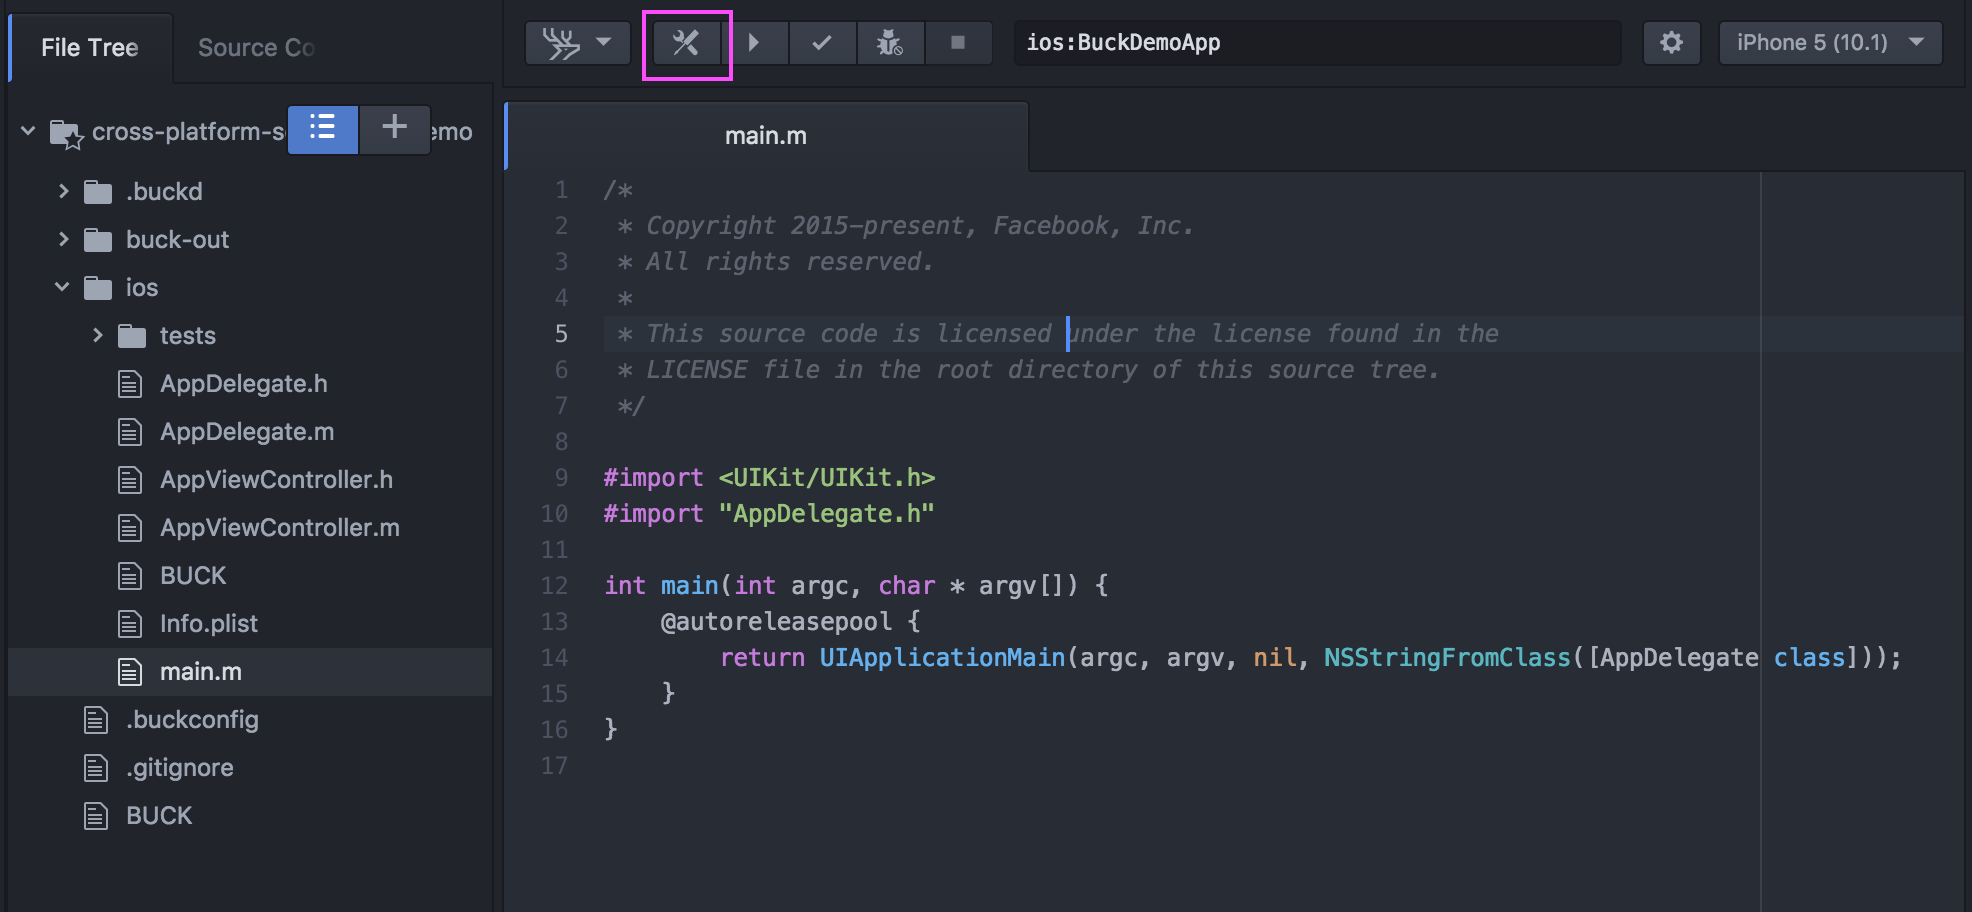 File Tree
Source Co
ios:BuckDemoApp
iPhone 5 (10.1)
cross-platform-s
emo
.buckd
buck-out
ios
tests
AppDelegate.h
AppDelegate.m
AppViewController.h
AppViewController.m
BUCK
Info.plist
main.m
.buckconfig
.gitignore
BUCK
main.m
1 /*
2  * Copyright 2015-present, Facebook, Inc.
3  * All rights reserved.
4  *
5  * This source code is licensed under the license found in the
6  * LICENSE file in the root directory of this source tree.
7  */
8
9 #import <UIKit/UIKit.h>
10 #import "AppDelegate.h"
11
12 int main(int argc, char * argv[]) {
13     @autoreleasepool {
14         return UIApplicationMain(argc, argv, nil, NSStringFromClass([AppDelegate class]));
15     }
16 }
17